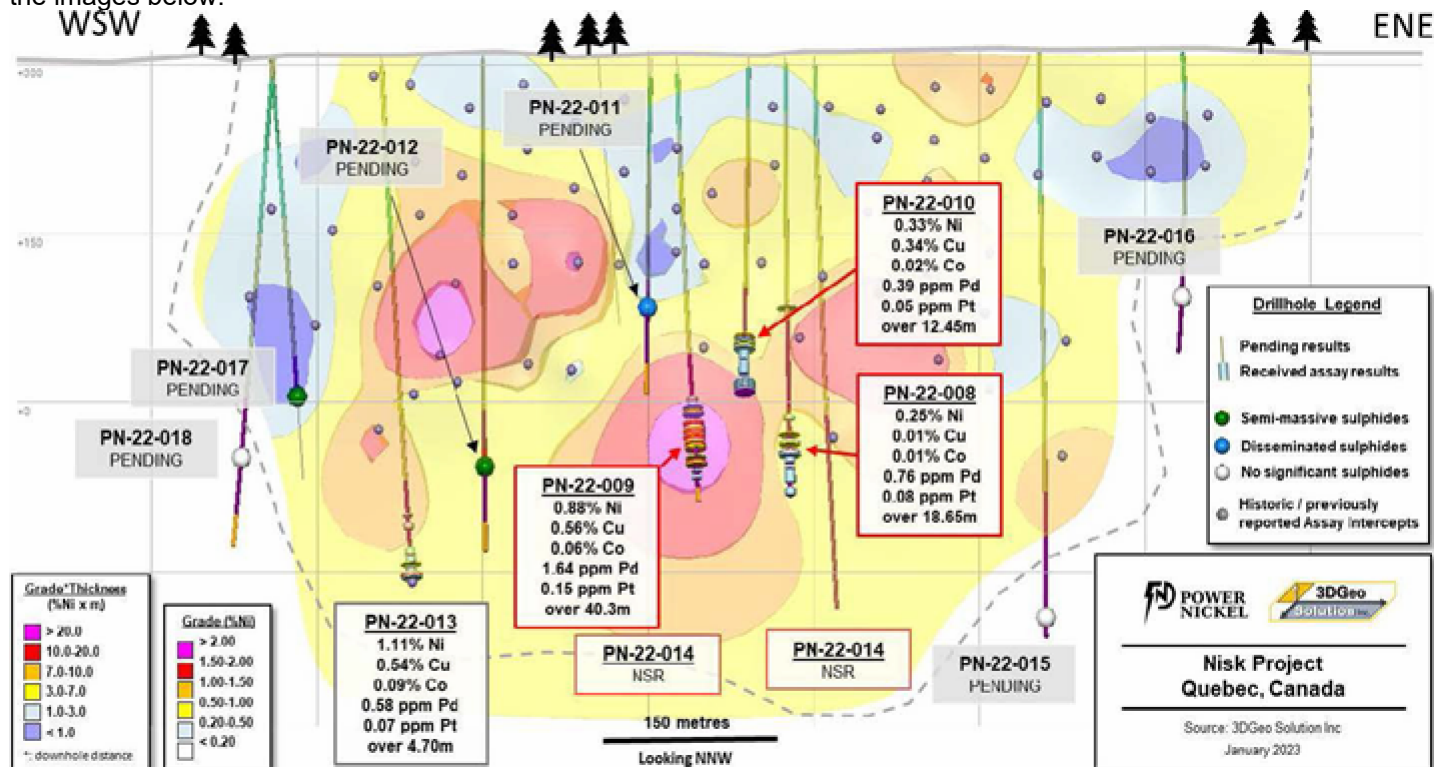 the images below.
WSW
ENE
+150
+0
PN-22-011
PENDING
PN-22-012
PENDING
PN-22-010
0.33% Ni
0.34% Cu
0.02% Co
0.39 ppm Pd
0.05 ppm Pt
over 12.45m
PN-22-016
PENDING
PN-22-017
PENDING
PN-22-018
PENDING
PN-22-008
0.25% Ni
0.01% Cu
0.01% Co
0.76 ppm Pd
0.08 ppm Pt
over 18.65m
PN-22-009
0.88% Ni
0.56% Cu
0.06% Co
1.64 ppm Pd
0.15 ppm Pt
over 40.3m
PN-22-013
1.11% Ni
0.54% Cu
0.09% Co
0.58 ppm Pd
0.07 ppm Pt
over 4.70m
PN-22-014
NSR
PN-22-014
NSR
PN-22-015
PENDING
Drillhole Legend
Pending results
Received assay results
Semi-massive sulphides
Disseminated sulphides
No significant sulphides
Historic / previously
reported Assay Intercepts
Grade*Thickness
(%Ni x m)
> 20.0
10.0-20.0
7.0-10.0
3.0-7.0
1.0-3.0
< 1.0
*: downhole distance
Grade (%Ni)
> 2.00
1.50-2.00
1.00-1.50
0.50-1.00
0.20-0.50
< 0.20
150 metres
Looking NNW
POWER
NICKEL
3DGeo
Solution Inc.
Nisk Project
Quebec, Canada
Source: 3DGeo Solution Inc
January 2023